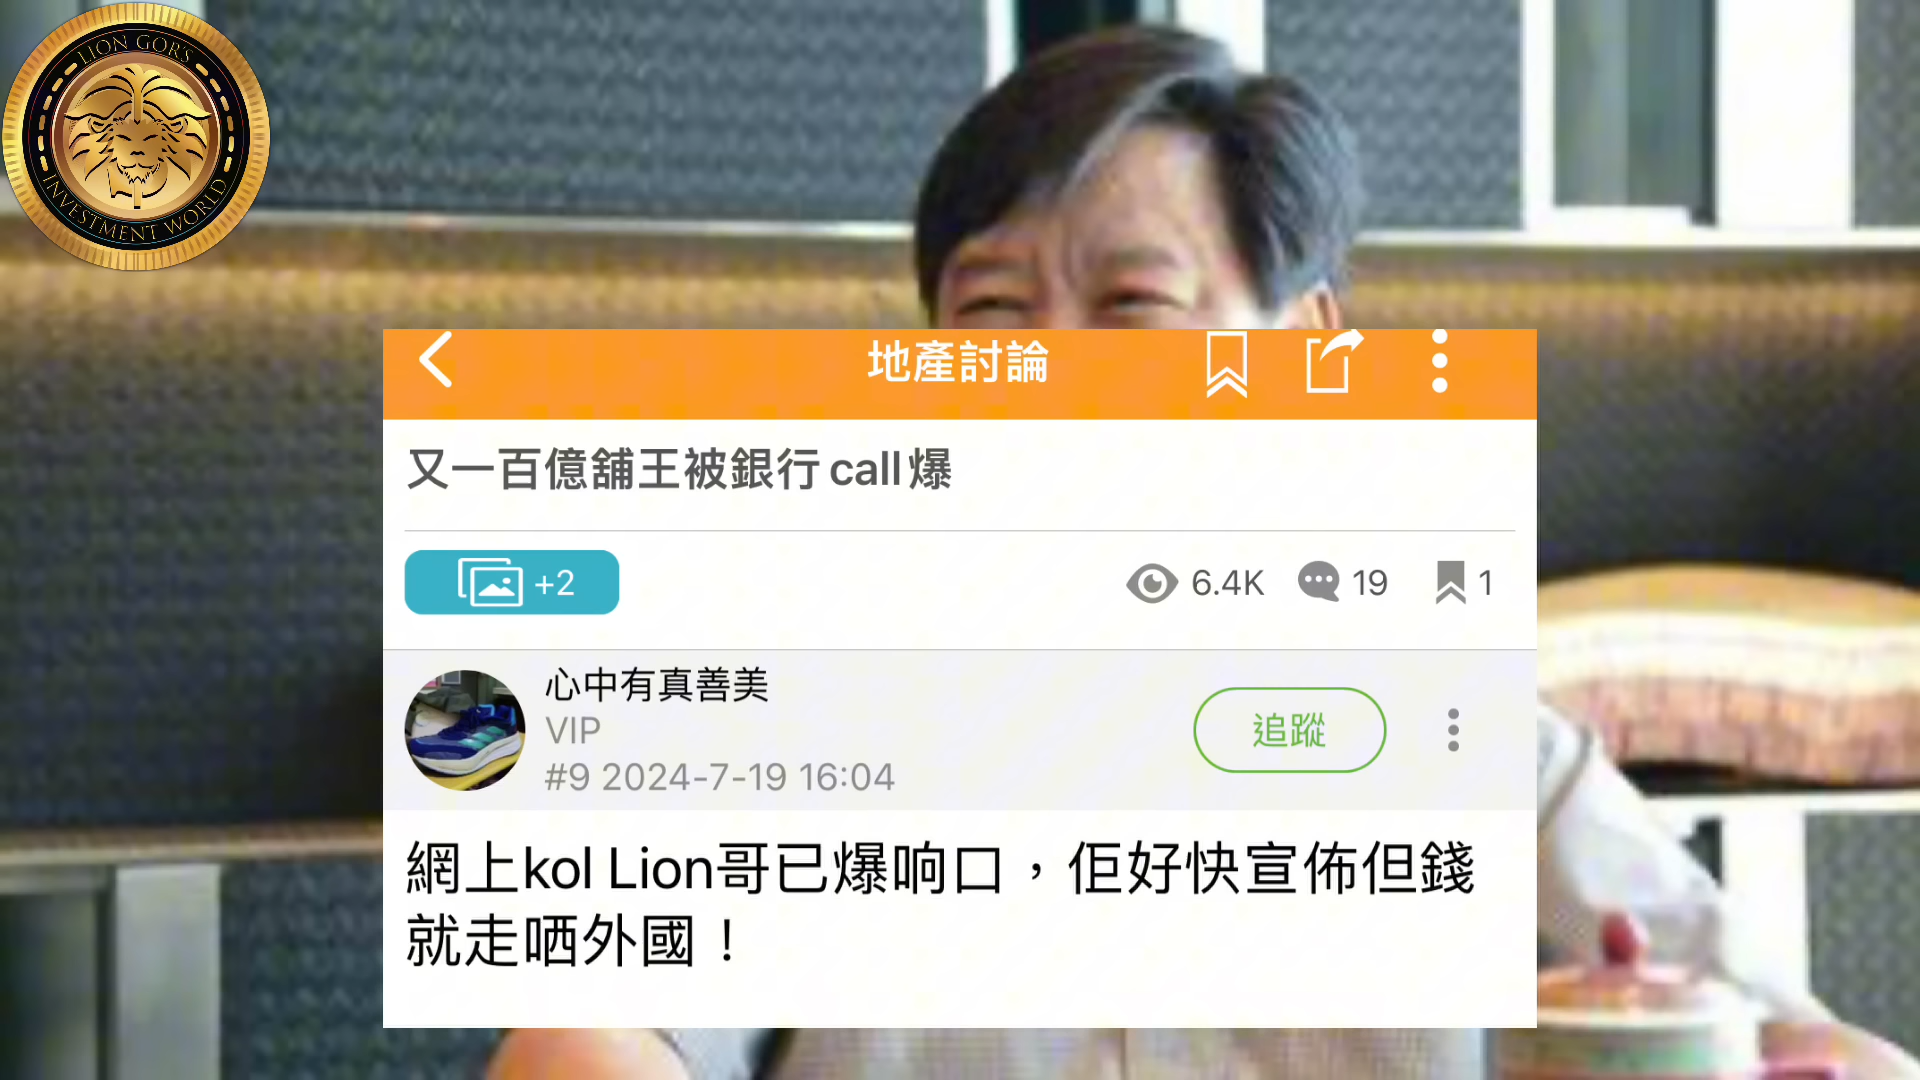 LION GOR'S
INVESTMENT WORLD
地產討論
又一百億舖王被銀行call爆
+2
6.4K
19
1
心中有真善美
VIP
追蹤
#9 2024-7-19 16:04
網上kol Lion哥已爆响口，佢好快宣佈但錢
就走哂外國！